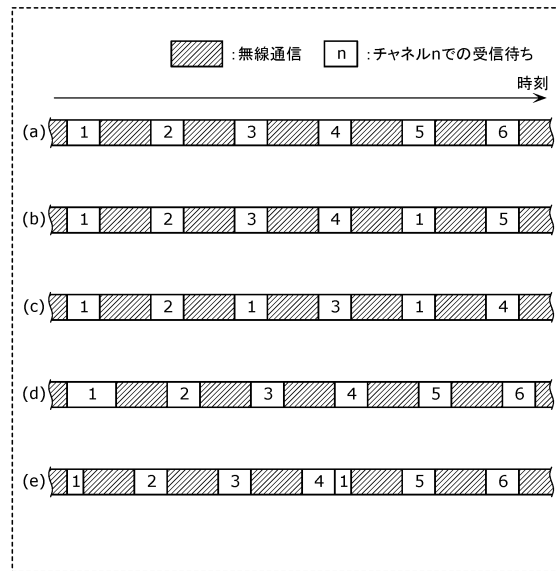 :無線通信 n :チャネルnでの受信待ち
時刻
(a) 1 2 3 4 5 6
(b) 1 2 3 4 1 5
(c) 1 2 1 3 1 4
(d) 1 2 3 4 5 6
(e) 1 2 3 4 1 5 6